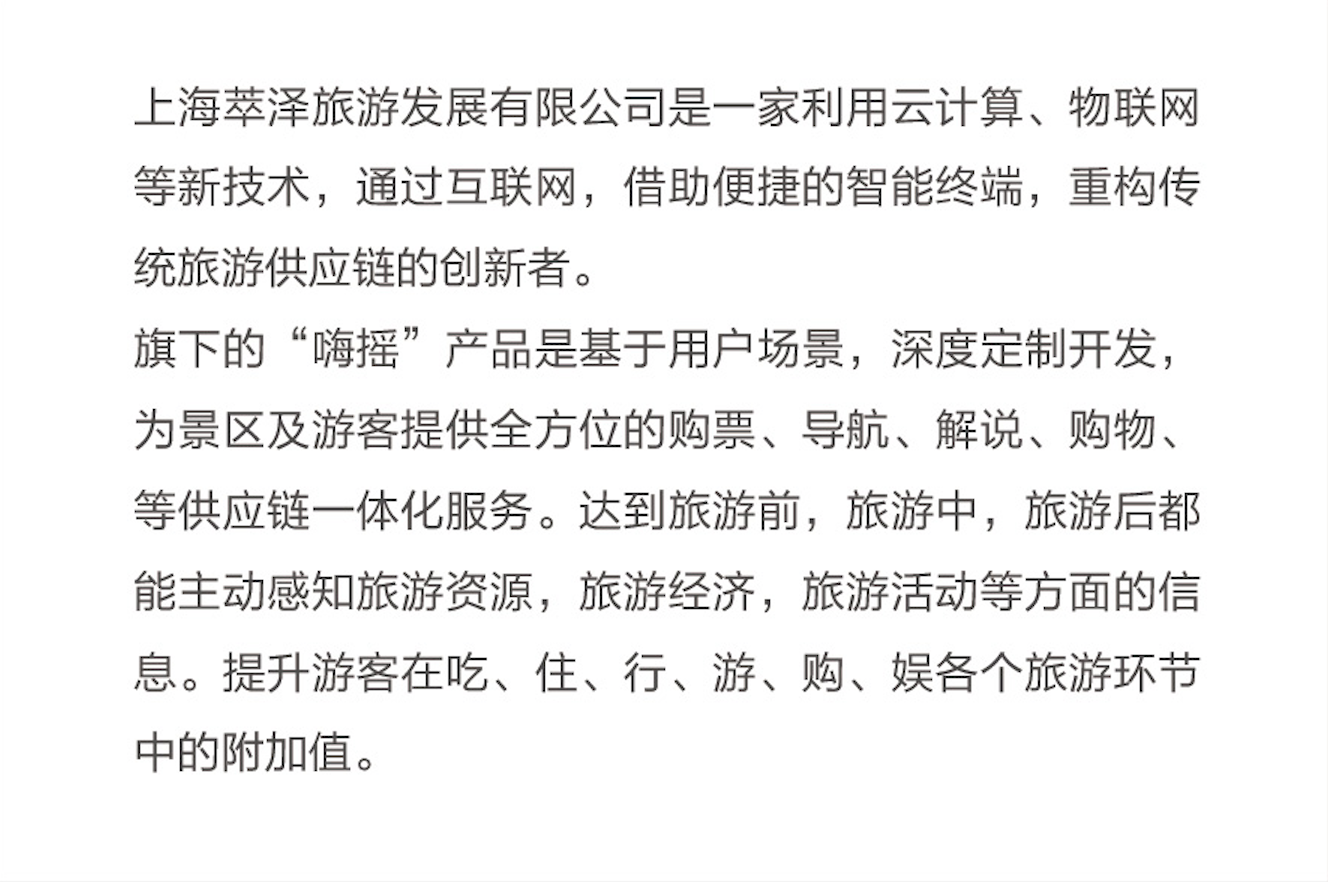 上海萃泽旅游发展有限公司是一家利用云计算、物联网
等新技术，通过互联网，借助便捷的智能终端，重构传
统旅游供应链的创新者。
旗下的“嗨摇”产品是基于用户场景，深度定制开发，
为景区及游客提供全方位的购票、导航、解说、购物、
等供应链一体化服务。达到旅游前，旅游中，旅游后都
能主动感知旅游资源，旅游经济，旅游活动等方面的信
息。提升游客在吃、住、行、游、购、娱各个旅游环节
中的附加值。